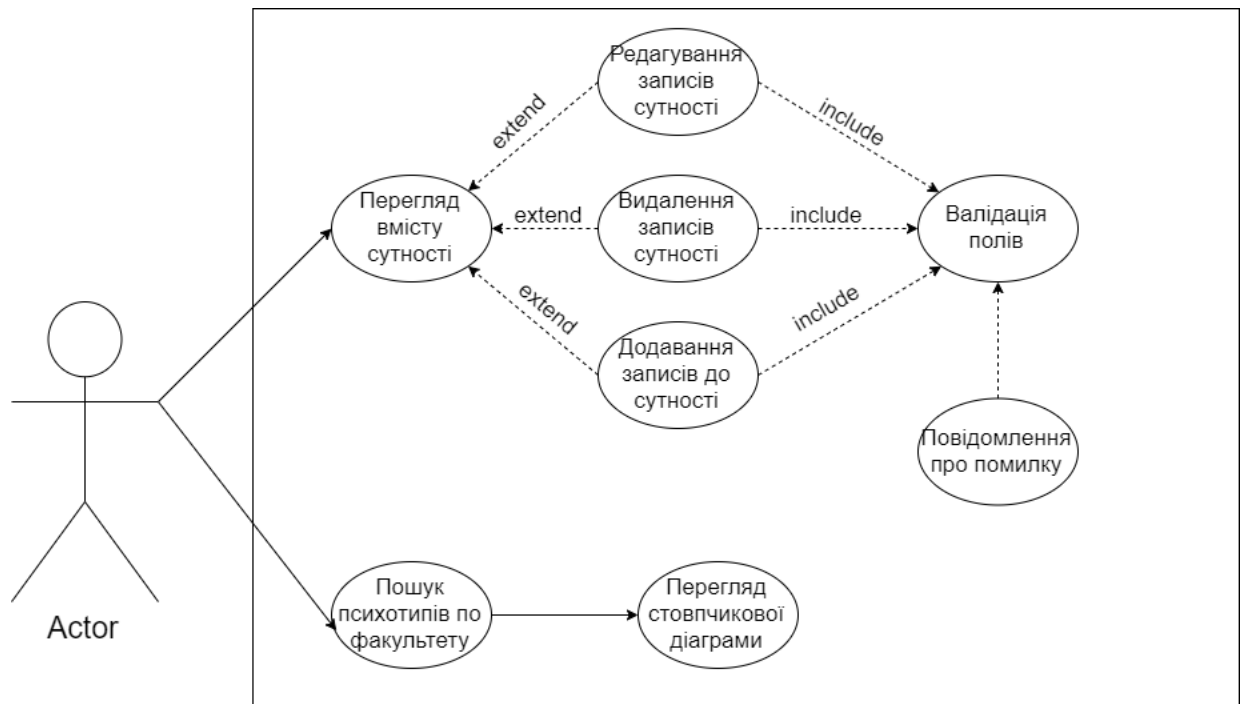 Редагування
записів
сутності
extend
include
Перегляд
вмісту
сутності
extend
Видалення
записів
сутності
include
Валідація
полів
extend
Додавання
записів до
сутності
include
Повідомлення
про помилку
Actor
Пошук
психотипів по
факультету
Перегляд
стовпчикової
діаграми